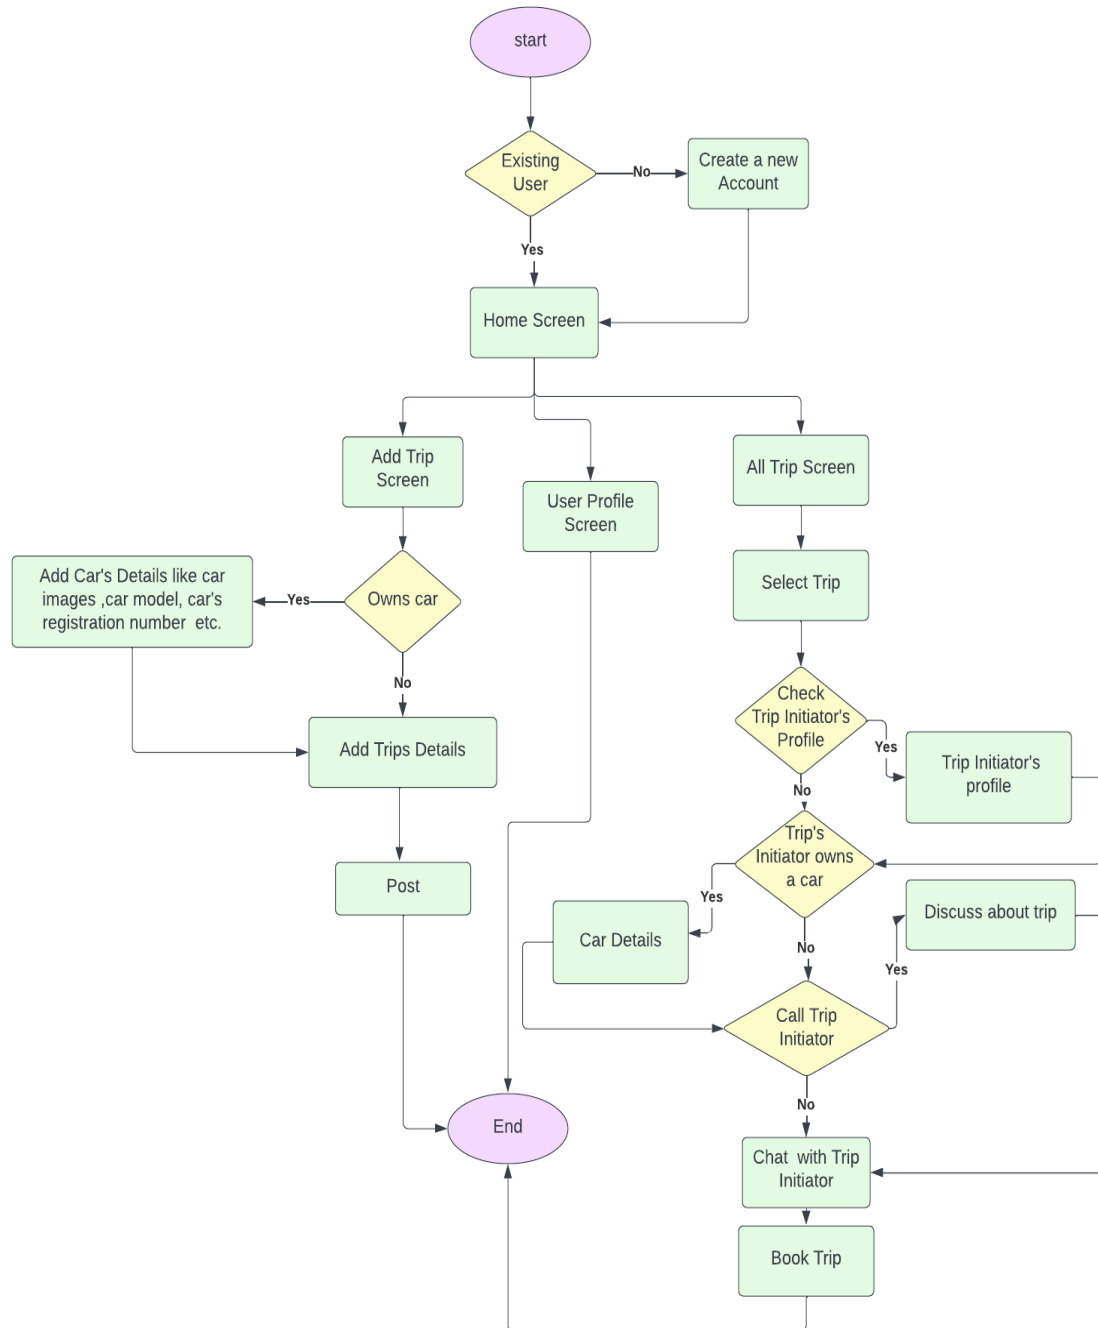 start
Existing
User
No
Create a new
Account
Yes
Home Screen
Add Trip
Screen
User Profile
Screen
All Trip Screen
Add Car's Details like car
images ,car model, car's
registration number  etc.
Yes
Owns car
Select Trip
No
Check
Trip Initiator's
Profile
Yes
Add Trips Details
Trip Initiator's
profile
No
Trip's
Initiator owns
a car
Post
Yes
Car Details
Discuss about trip
No
Yes
Call Trip
Initiator
No
End
Chat  with Trip
Initiator
Book Trip